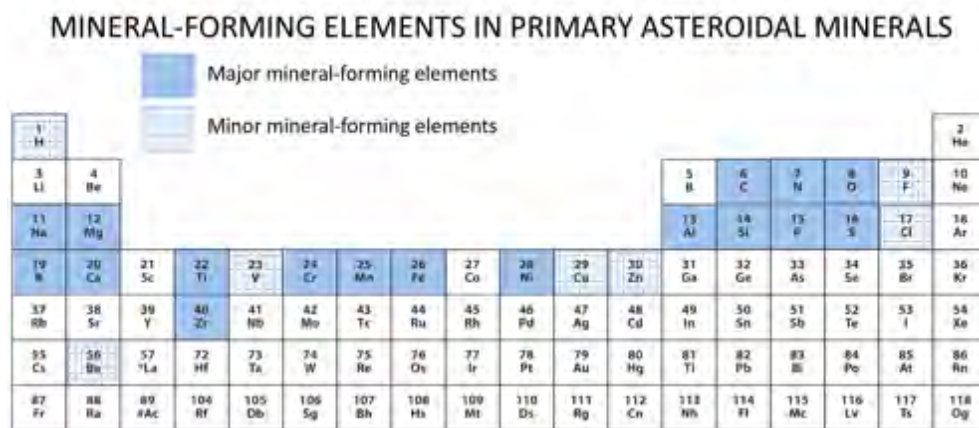 MINERAL-FORMING ELEMENTS IN PRIMARY ASTEROIDAL MINERALS
Major mineral-forming elements
Minor mineral-forming elements
1 2
H He
3 4 5 6 7 8 9 10
Li Be B C N O F Ne
11 12 13 14 15 16 17 18
Na Mg Al Si P S Cl Ar
19 20 21 22 23 24 25 26 27 28 29 30 31 32 33 34 35 36
K Ca Sc Ti V Cr Mn Fe Co Ni Cu Zn Ga Ge As Se Br Kr
37 38 39 40 41 42 43 44 45 46 47 48 49 50 51 52 53 54
Rb Sr Y Zr Nb Mo Tc Ru Rh Pd Ag Cd In Sn Sb Te I Xe
55 56 57 72 73 74 75 76 77 78 79 80 81 82 83 84 85 86
Cs Ba *La Hf Ta W Re Os Ir Pt Au Hg Tl Pb Bi Po At Rn
87 88 89 104 105 106 107 108 109 110 111 112 113 114 115 116 117 118
Fr Ra #Ac Rf Db Sg Bh Hs Mt Ds Rg Cn Nh Fl Mc Lv Ts Og